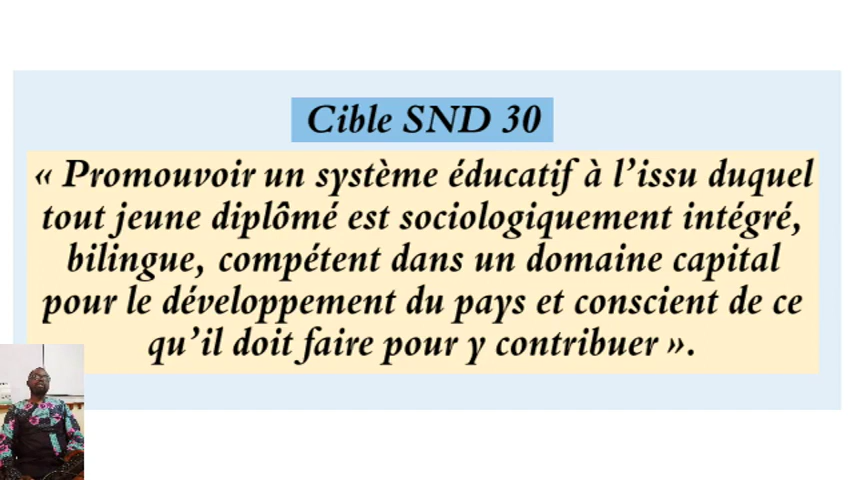 Cible SND 30
« Promouvoir un système éducatif à l’issu duquel
tout jeune diplômé est sociologiquement intégré,
bilingue, compétent dans un domaine capital
pour le développement du pays et conscient de ce
qu’il doit faire pour y contribuer ».